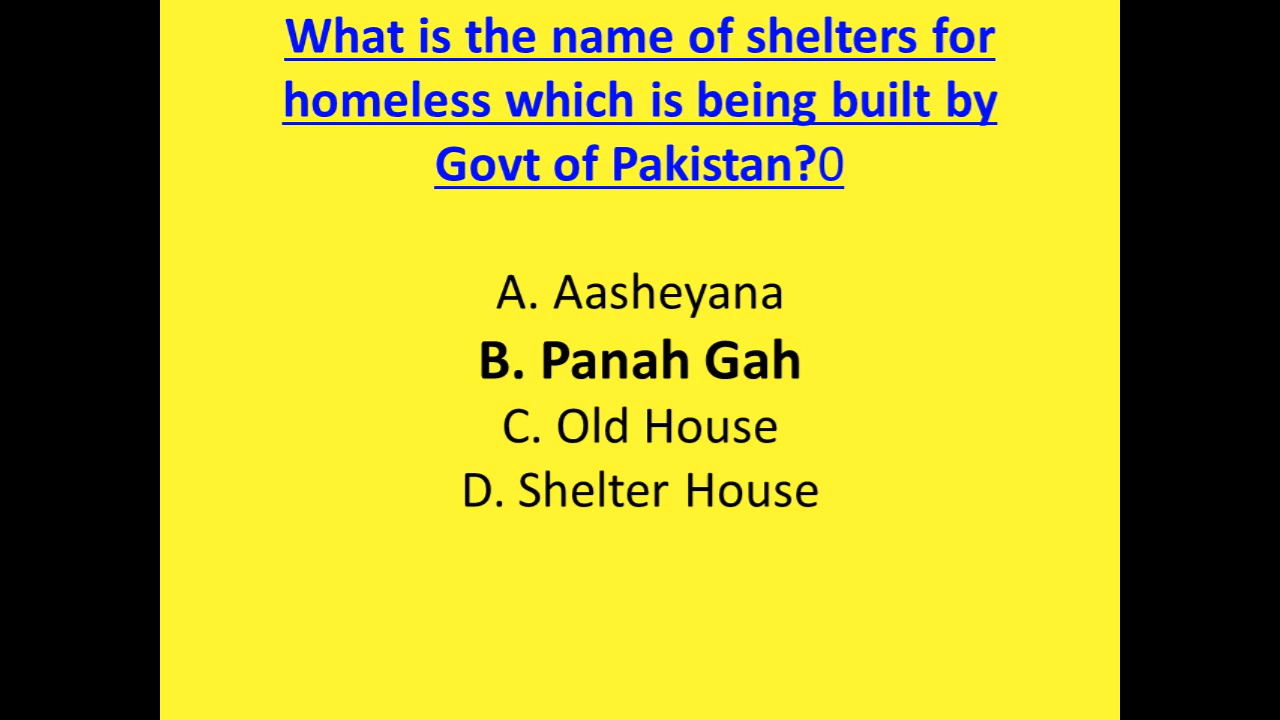 What is the name of shelters for
homeless which is being built by
Govt of Pakistan?0
A. Aasheyana
B. Panah Gah
C. Old House
D. Shelter House